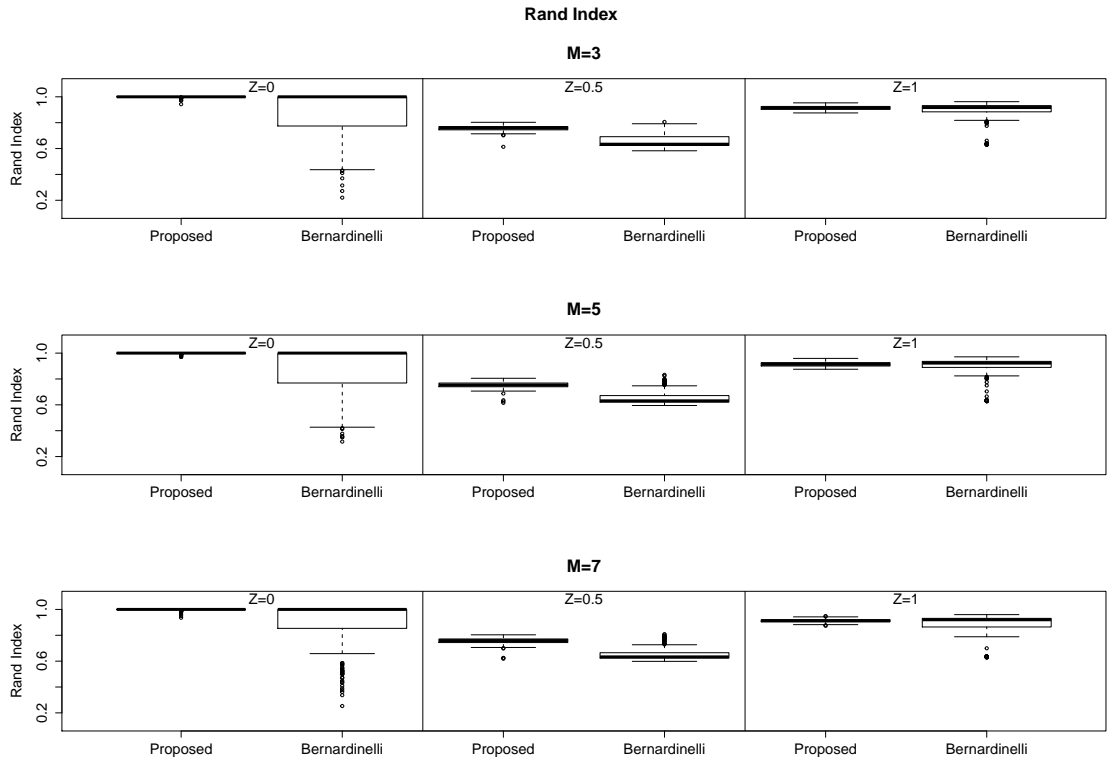 Rand Index
M=3
Z=0 Z=0.5 Z=1
Rand Index
1.0
0.6
0.2
Proposed Bernardinelli Proposed Bernardinelli Proposed Bernardinelli
M=5
Z=0 Z=0.5 Z=1
Rand Index
1.0
0.6
0.2
Proposed Bernardinelli Proposed Bernardinelli Proposed Bernardinelli
M=7
Z=0 Z=0.5 Z=1
Rand Index
1.0
0.6
0.2
Proposed Bernardinelli Proposed Bernardinelli Proposed Bernardinelli